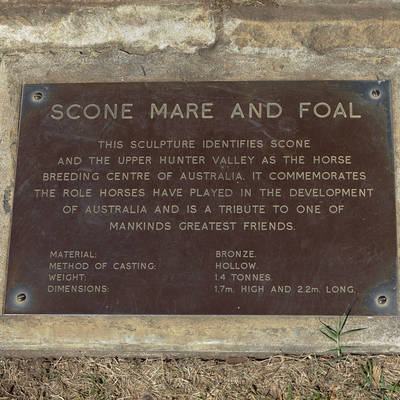 SCONE MARE AND FOAL
THIS SCULPTURE IDENTIFIES SCONE
AND THE UPPER HUNTER VALLEY AS THE HORSE
BREEDING CENTRE OF AUSTRALIA. IT COMMEMORATES
THE ROLE HORSES HAVE PLAYED IN THE DEVELOPMENT
OF AUSTRALIA AND IS A TRIBUTE TO ONE OF
MANKINDS GREATEST FRIENDS.
MATERIAL: BRONZE.
METHOD OF CASTING: HOLLOW.
WEIGHT: 1.4 TONNES.
DIMENSIONS: 1.7m. HIGH AND 2.2m. LONG.